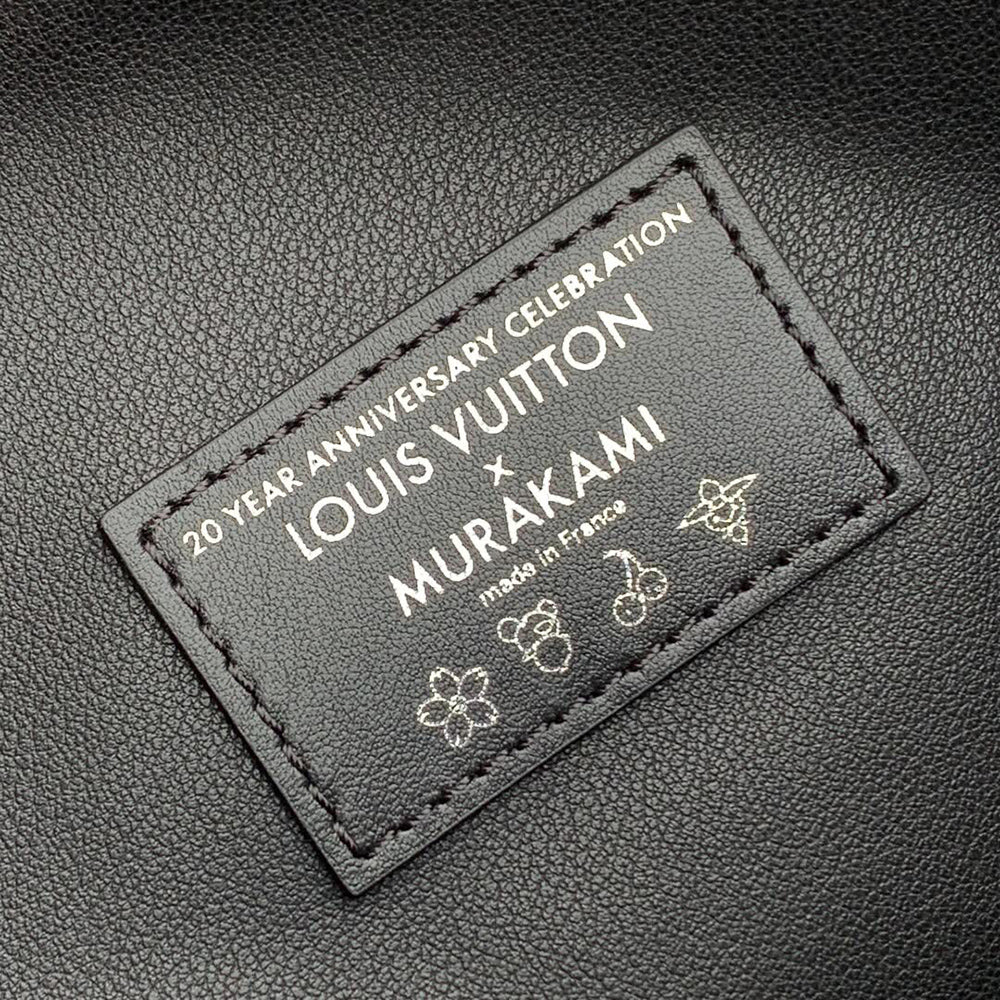 20 YEAR ANNIVERSARY CELEBRATION
LOUIS VUITTON
x
MURAKAMI
made in France